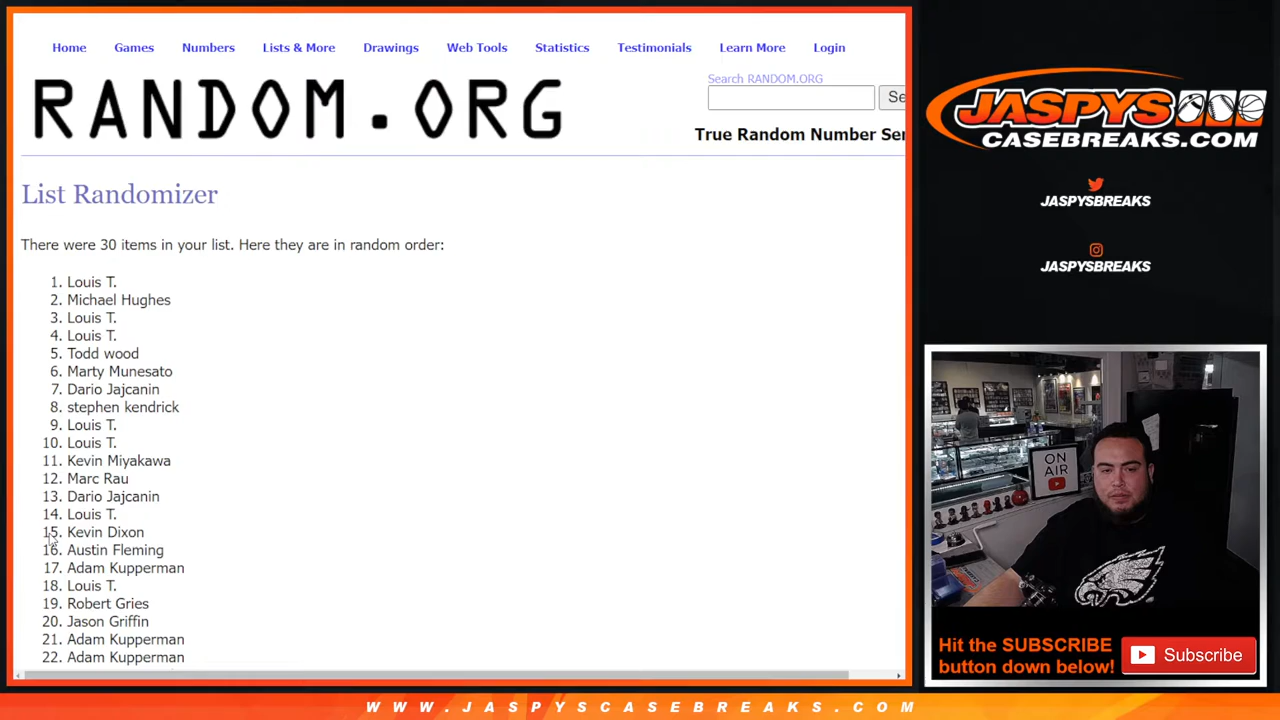 Home Games Numbers Lists & More Drawings Web Tools Statistics Testimonials Learn More Login
RANDOM.ORG
Search RANDOM.ORG
Se
True Random Number Ser
List Randomizer
There were 30 items in your list. Here they are in random order:
1. Louis T.
2. Michael Hughes
3. Louis T.
4. Louis T.
5. Todd wood
6. Marty Munesato
7. Dario Jajcanin
8. stephen kendrick
9. Louis T.
10. Louis T.
11. Kevin Miyakawa
12. Marc Rau
13. Dario Jajcanin
14. Louis T.
15. Kevin Dixon
16. Austin Fleming
17. Adam Kupperman
18. Louis T.
19. Robert Gries
20. Jason Griffin
21. Adam Kupperman
22. Adam Kupperman
JASPYS
CASEBREAKS.COM
JASPYSBREAKS
JASPYSBREAKS
ON
AIR
Hit the SUBSCRIBE
button down below!
Subscribe
WWW.JASPYSCASEBREAKS.COM